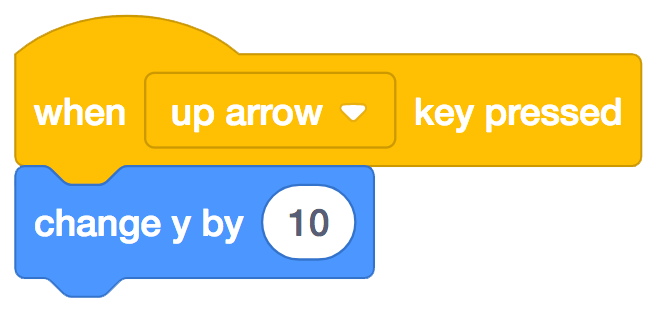 when up arrow key pressed
change y by 10